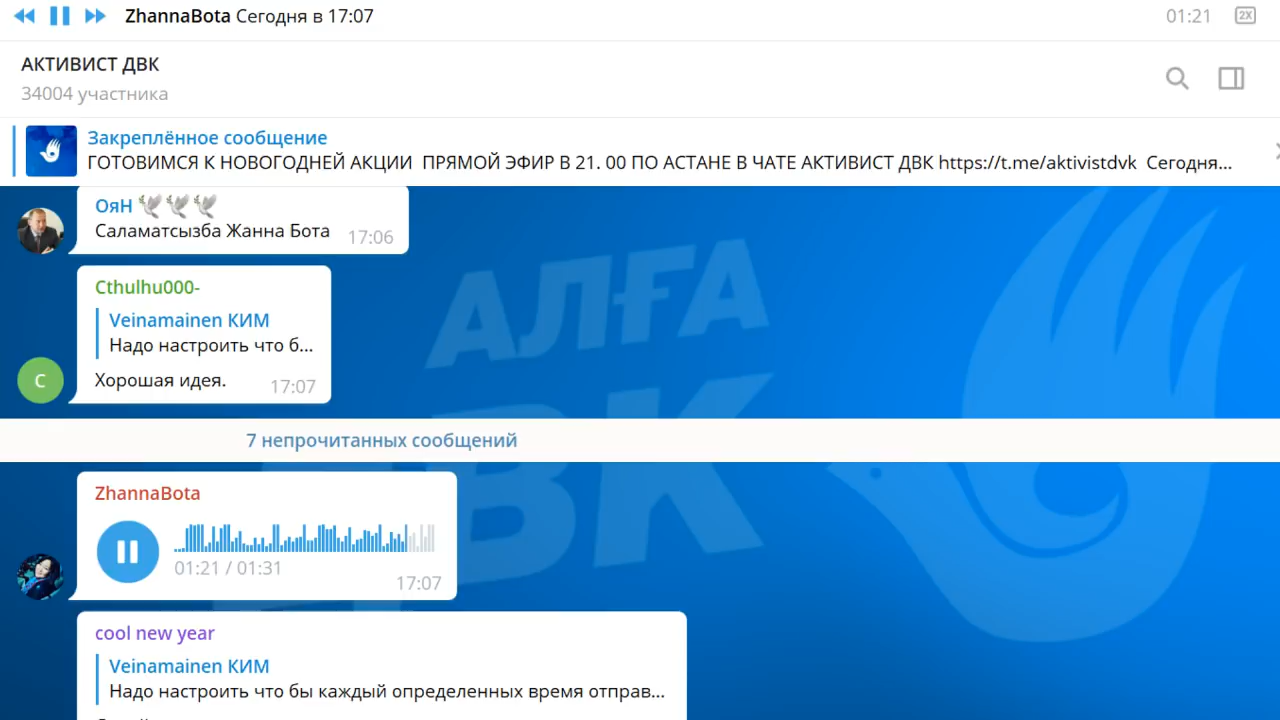 ZhannaBota Сегодня в 17:07
01:21
2X
АКТИВИСТ ДВК
34004 участника
Закреплённое сообщение
ГОТОВИМСЯ К НОВОГОДНЕЙ АКЦИИ ПРЯМОЙ ЭФИР В 21. 00 ПО АСТАНЕ В ЧАТЕ АКТИВИСТ ДВК https://t.me/aktivistdvk Сегодня...
ОяН 🕊🕊🕊
Саламатсызба Жанна Бота
17:06
АЛҒА
ДВК
Cthulhu000-
Veinamainen КИМ
Надо настроить что б...
С
Хорошая идея.
17:07
7 непрочитанных сообщений
ZhannaBota
01:21 / 01:31
17:07
cool new year
Veinamainen КИМ
Надо настроить что бы каждый определенных время отправ...